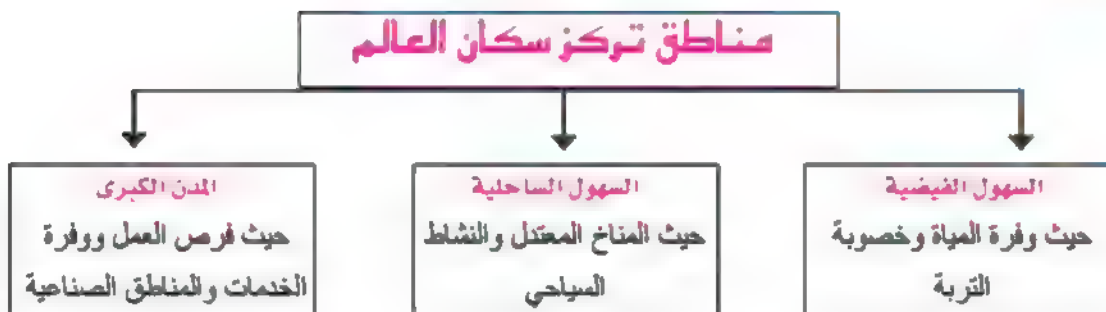 مناطق تركز سكان العالم
السهول الفيضية
حيث وفرة المياة وخصوبة
التربة
السهول الساحلية
حيث المناخ المعتدل والنشاط
السياحي
المدن الكبرى
حيث فرص العمل ووفرة
الخدمات والمناطق الصناعية